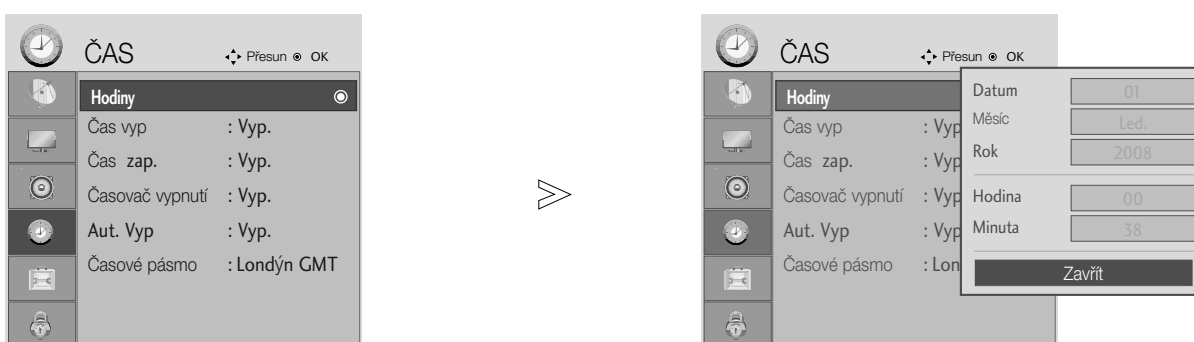 ČAS Přesun OK
Hodiny
Čas vyp : Vyp.
Čas zap. : Vyp.
Časovač vypnutí : Vyp.
Aut. Vyp : Vyp.
Časové pásmo : Londýn GMT
ČAS Přesun OK
Hodiny
Čas vyp : Vyp
Čas zap. : Vyp
Časovač vypnutí : Vyp
Aut. Vyp : Vyp
Časové pásmo : Lon
Datum 01
Měsíc Led.
Rok 2008
Hodina 00
Minuta 38
Zavřít